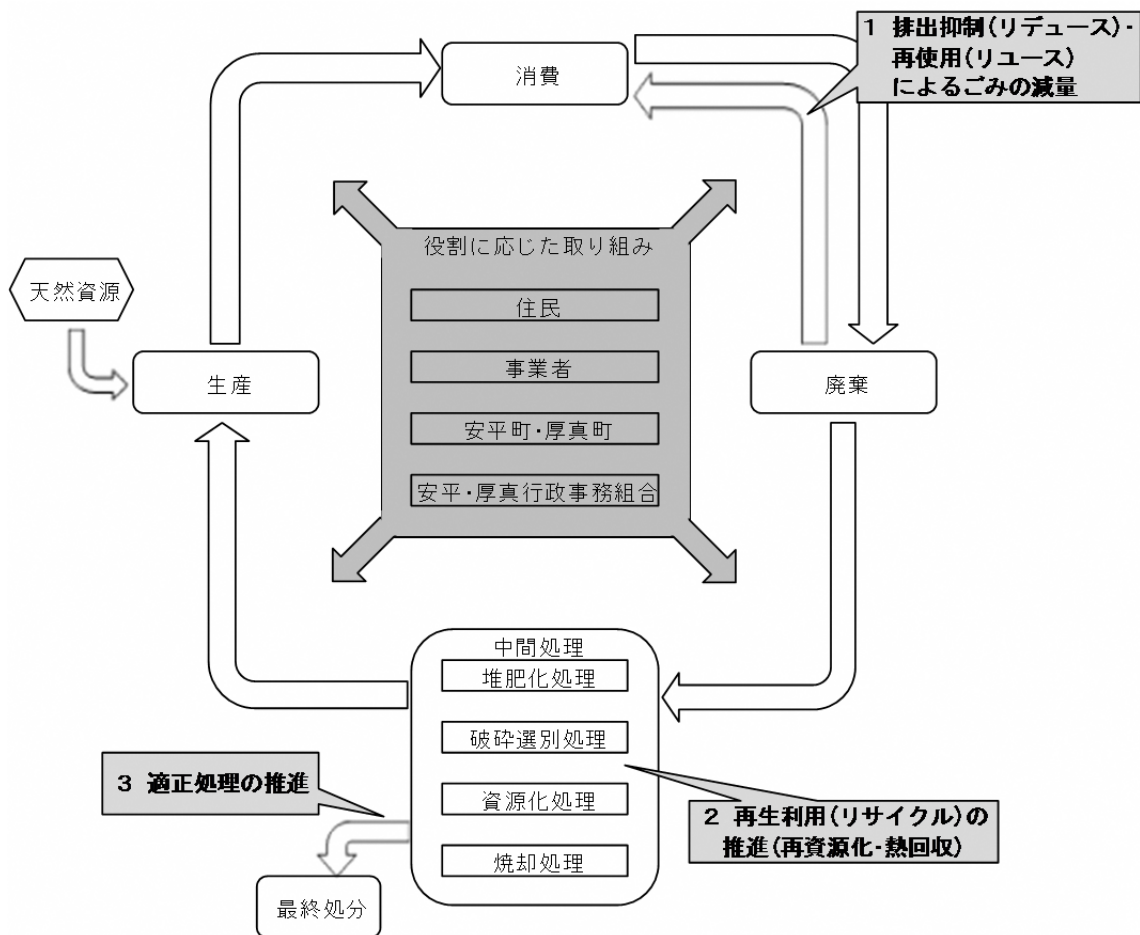 1 排出抑制(リデュース)・
再使用(リユース)
によるごみの減量
消費
役割に応じた取り組み
天然資源
住民
事業者
生産
廃棄
安平町・厚真町
安平・厚真行政事務組合
中間処理
堆肥化処理
破砕選別処理
3 適正処理の推進
資源化処理
2 再生利用(リサイクル)の
推進(再資源化・熱回収)
焼却処理
最終処分